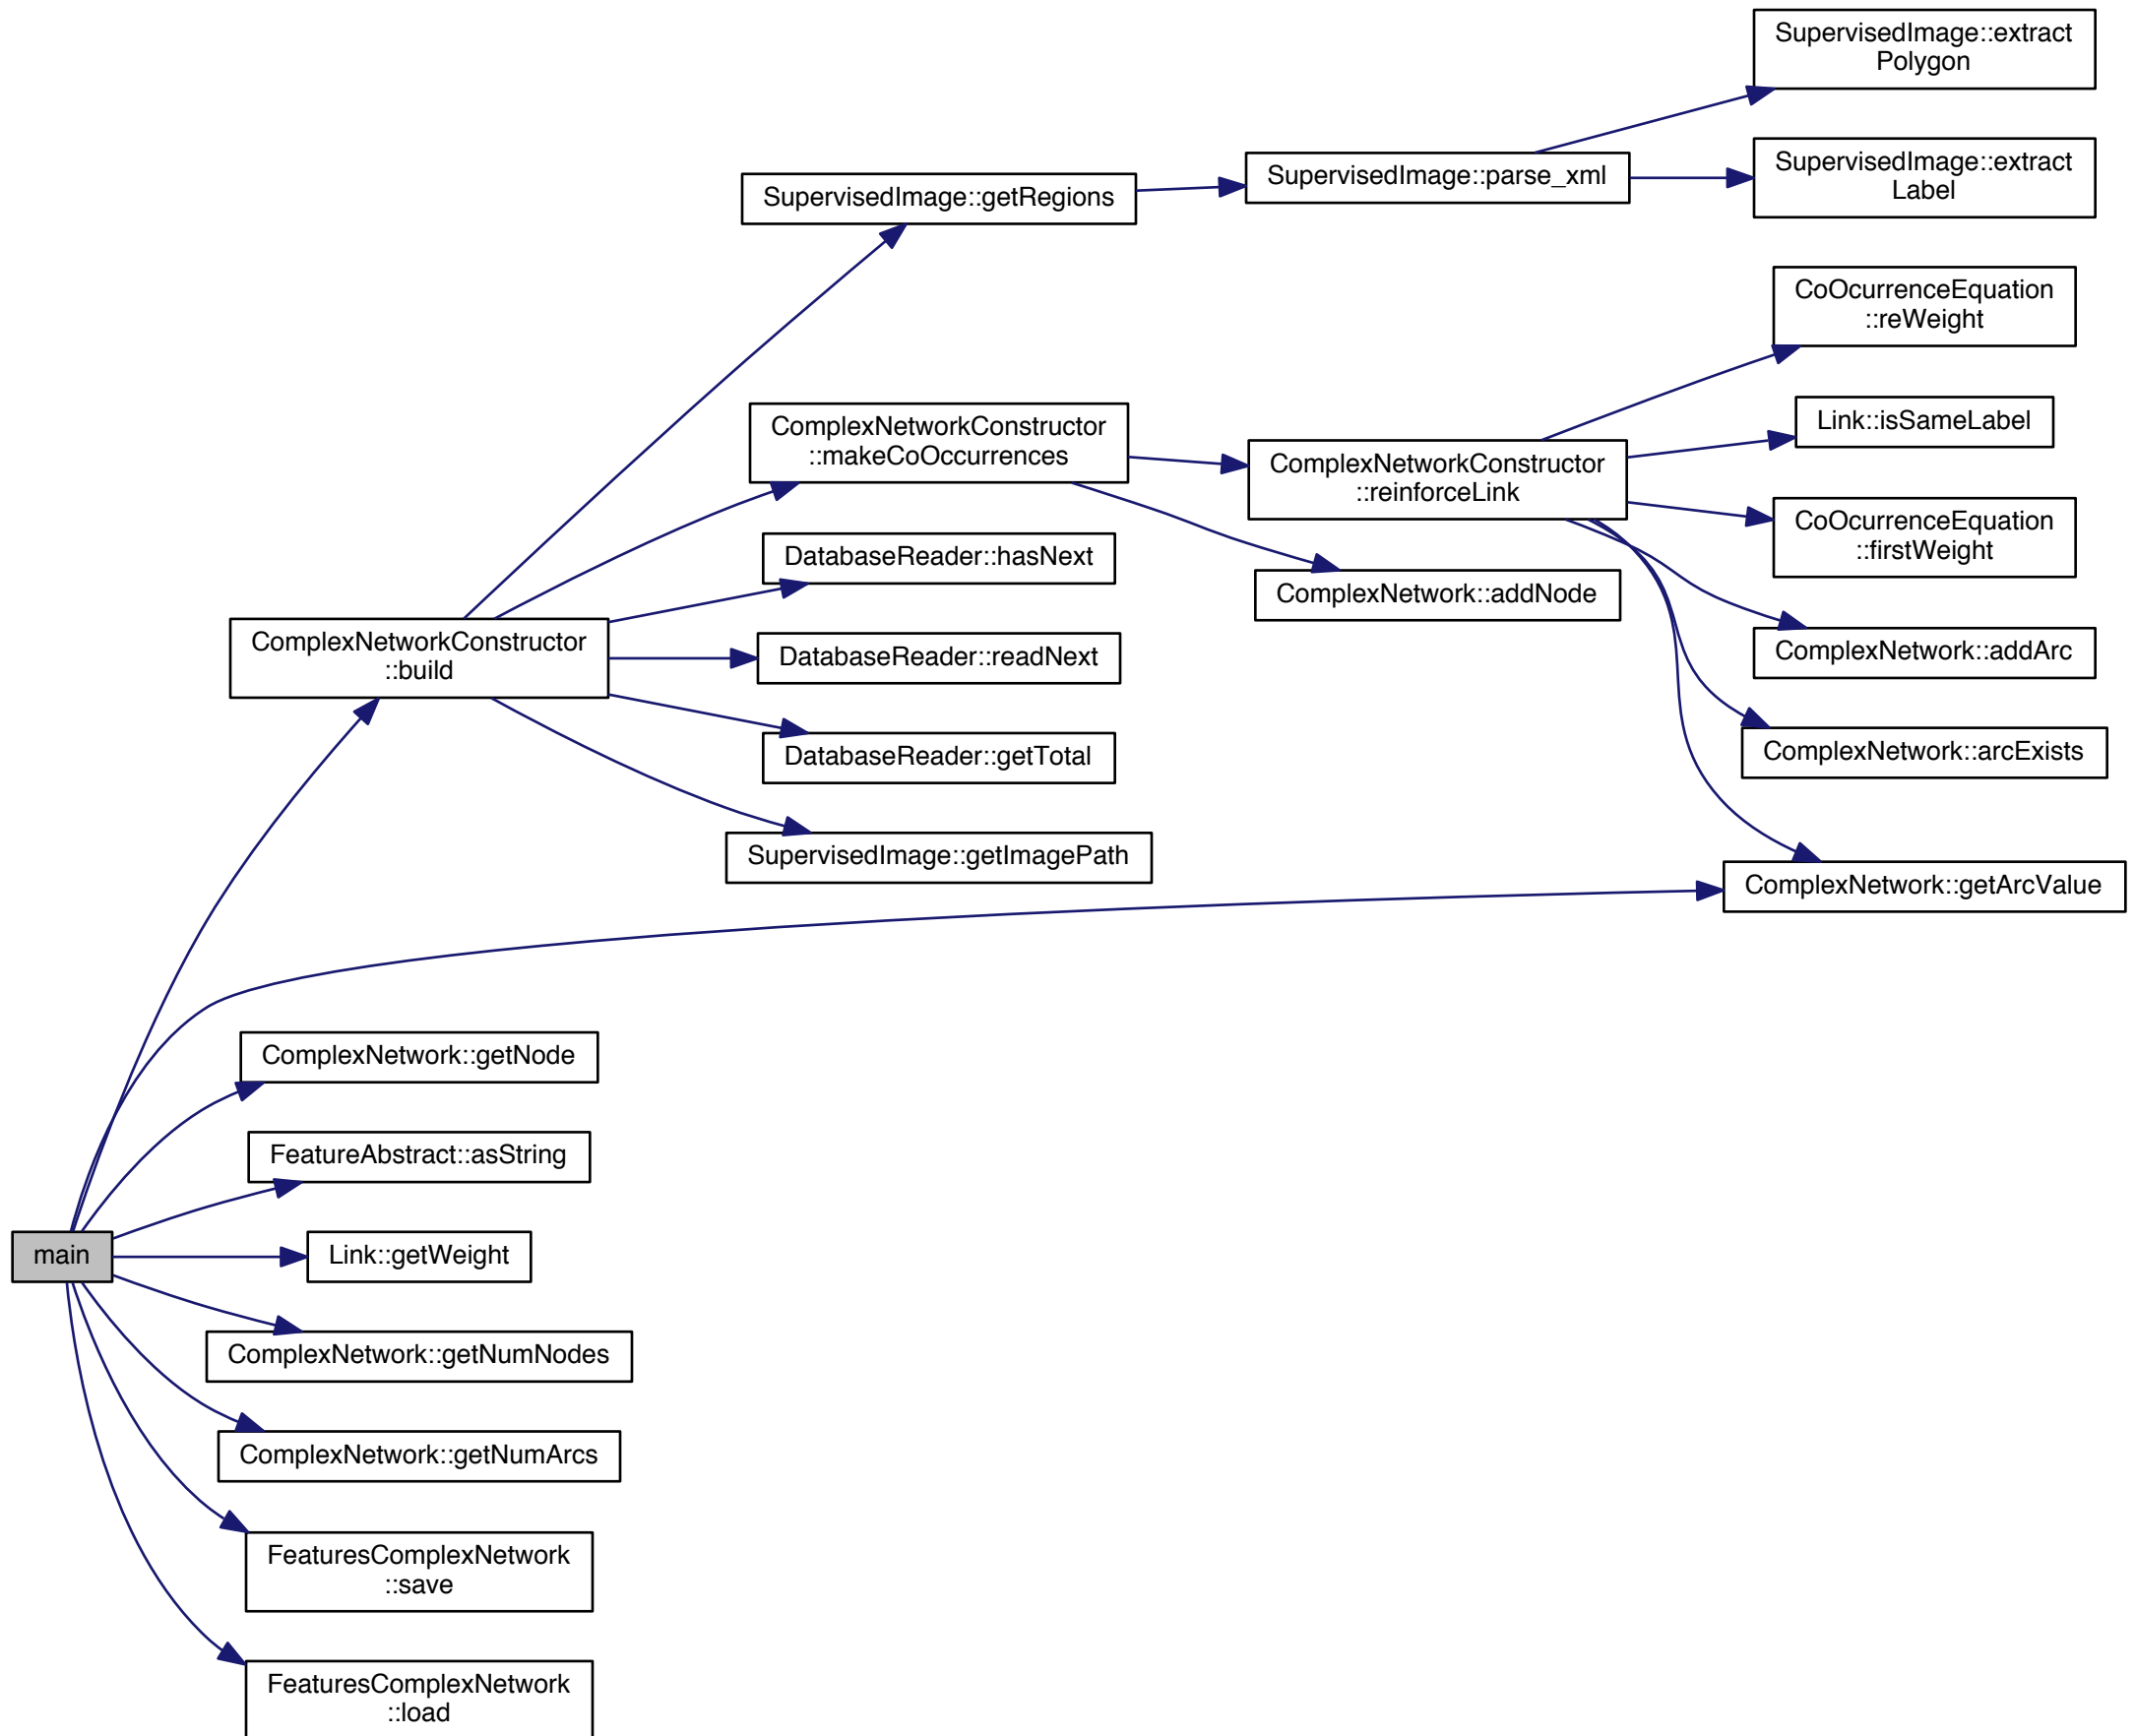 SupervisedImage::extract
Polygon
SupervisedImage::extract
Label
SupervisedImage::parse_xml
SupervisedImage::getRegions
CoOcurrenceEquation
::reWeight
Link::isSameLabel
ComplexNetworkConstructor
::makeCoOccurrences
ComplexNetworkConstructor
::reinforceLink
CoOcurrenceEquation
::firstWeight
DatabaseReader::hasNext
ComplexNetwork::addNode
ComplexNetworkConstructor
::build
DatabaseReader::readNext
ComplexNetwork::addArc
DatabaseReader::getTotal
ComplexNetwork::arcExists
SupervisedImage::getImagePath
ComplexNetwork::getArcValue
ComplexNetwork::getNode
FeatureAbstract::asString
main
Link::getWeight
ComplexNetwork::getNumNodes
ComplexNetwork::getNumArcs
FeaturesComplexNetwork
::save
FeaturesComplexNetwork
::load